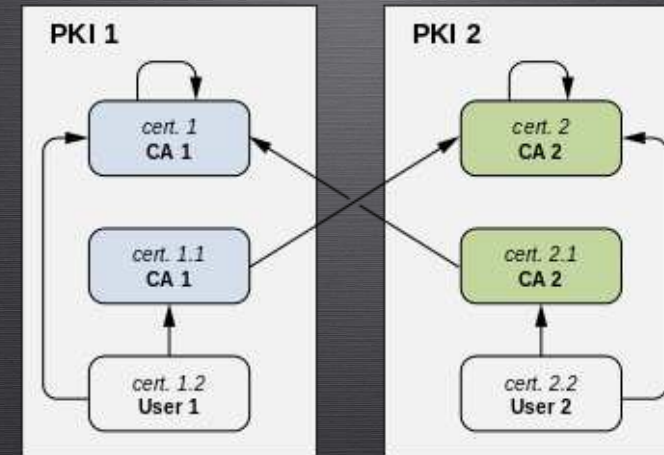 PKI 1
cert. 1
CA 1
cert. 1.1
CA 1
cert. 1.2
User 1
PKI 2
cert. 2
CA 2
cert. 2.1
CA 2
cert. 2.2
User 2